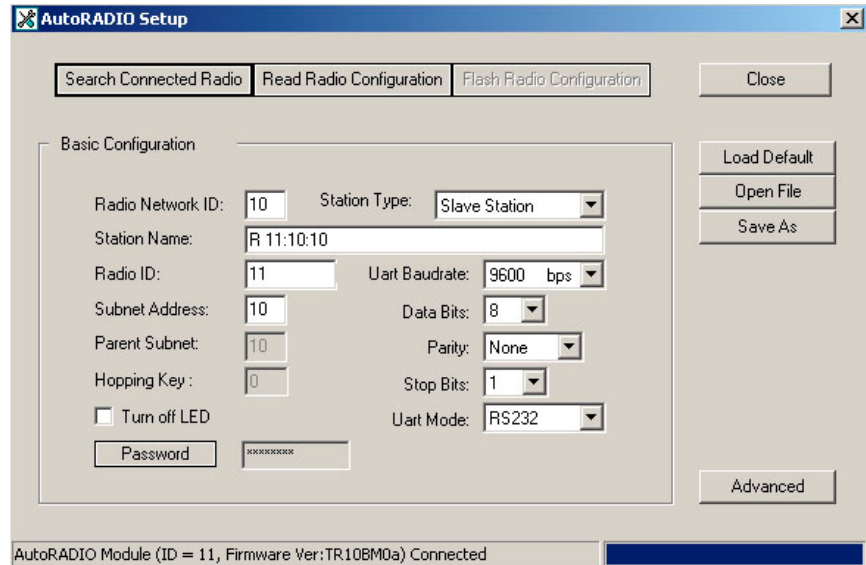 AutoRADIO Setup
Search Connected Radio Read Radio Configuration Flash Radio Configuration Close
Basic Configuration
Load Default
Open File
Save As
Radio Network ID: 10 Station Type: Slave Station
Station Name: R 11:10:10
Radio ID: 11 Uart Baudrate: 9600 bps
Subnet Address: 10 Data Bits: 8
Parent Subnet: 10 Parity: None
Hopping Key : 0 Stop Bits: 1
Turn off LED Uart Mode: RS232
Password ********
Advanced
AutoRADIO Module (ID = 11, Firmware Ver:TR10BM0a) Connected